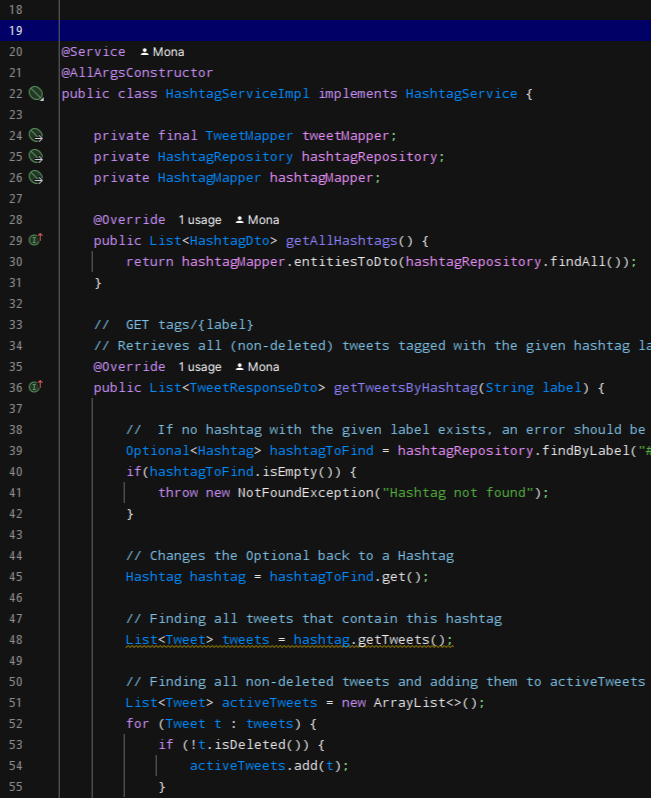 18
19
20 @Service Mona
21 @AllArgsConstructor
22 public class HashtagServiceImpl implements HashtagService {
23
24 private final TweetMapper tweetMapper;
25 private HashtagRepository hashtagRepository;
26 private HashtagMapper hashtagMapper;
27
28 @Override 1 usage Mona
29 public List<HashtagDto> getAllHashtags() {
30 return hashtagMapper.entitiesToDto(hashtagRepository.findAll());
31 }
32
33 //  GET tags/{label}
34 // Retrieves all (non-deleted) tweets tagged with the given hashtag la
35 @Override 1 usage Mona
36 public List<TweetResponseDto> getTweetsByHashtag(String label) {
37
38 //  If no hashtag with the given label exists, an error should be
39 Optional<Hashtag> hashtagToFind = hashtagRepository.findByLabel("#
40 if(hashtagToFind.isEmpty()) {
41 throw new NotFoundException("Hashtag not found");
42 }
43
44 // Changes the Optional back to a Hashtag
45 Hashtag hashtag = hashtagToFind.get();
46
47 // Finding all tweets that contain this hashtag
48 List<Tweet> tweets = hashtag.getTweets();
49
50 // Finding all non-deleted tweets and adding them to activeTweets
51 List<Tweet> activeTweets = new ArrayList<>();
52 for (Tweet t : tweets) {
53 if (!t.isDeleted()) {
54 activeTweets.add(t);
55 }